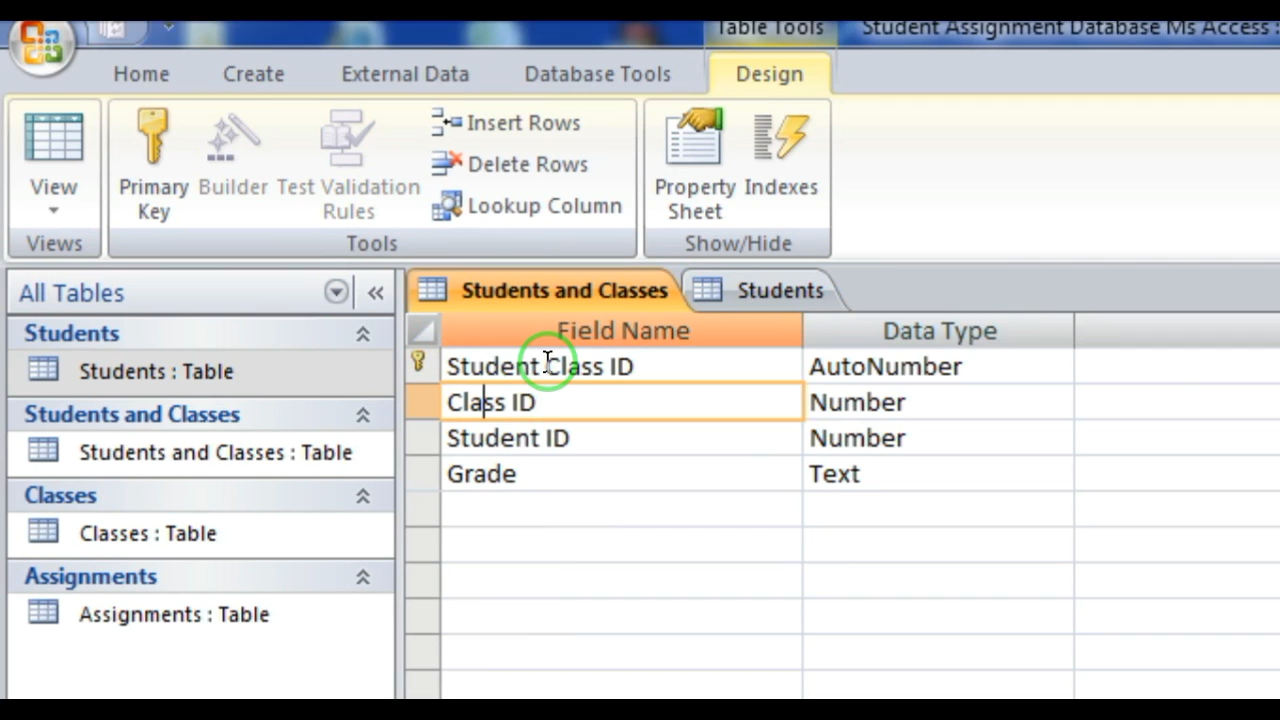 Table Tools Student Assignment Database Ms Access :
Home Create External Data Database Tools Design
View
Primary Key
Builder
Test Validation Rules
Insert Rows
Delete Rows
Lookup Column
Property Sheet
Indexes
Views Tools Show/Hide
All Tables
Students
Students : Table
Students and Classes
Students and Classes : Table
Classes
Classes : Table
Assignments
Assignments : Table
Students and Classes Students
Field Name Data Type
Student Class ID AutoNumber
Class ID Number
Student ID Number
Grade Text